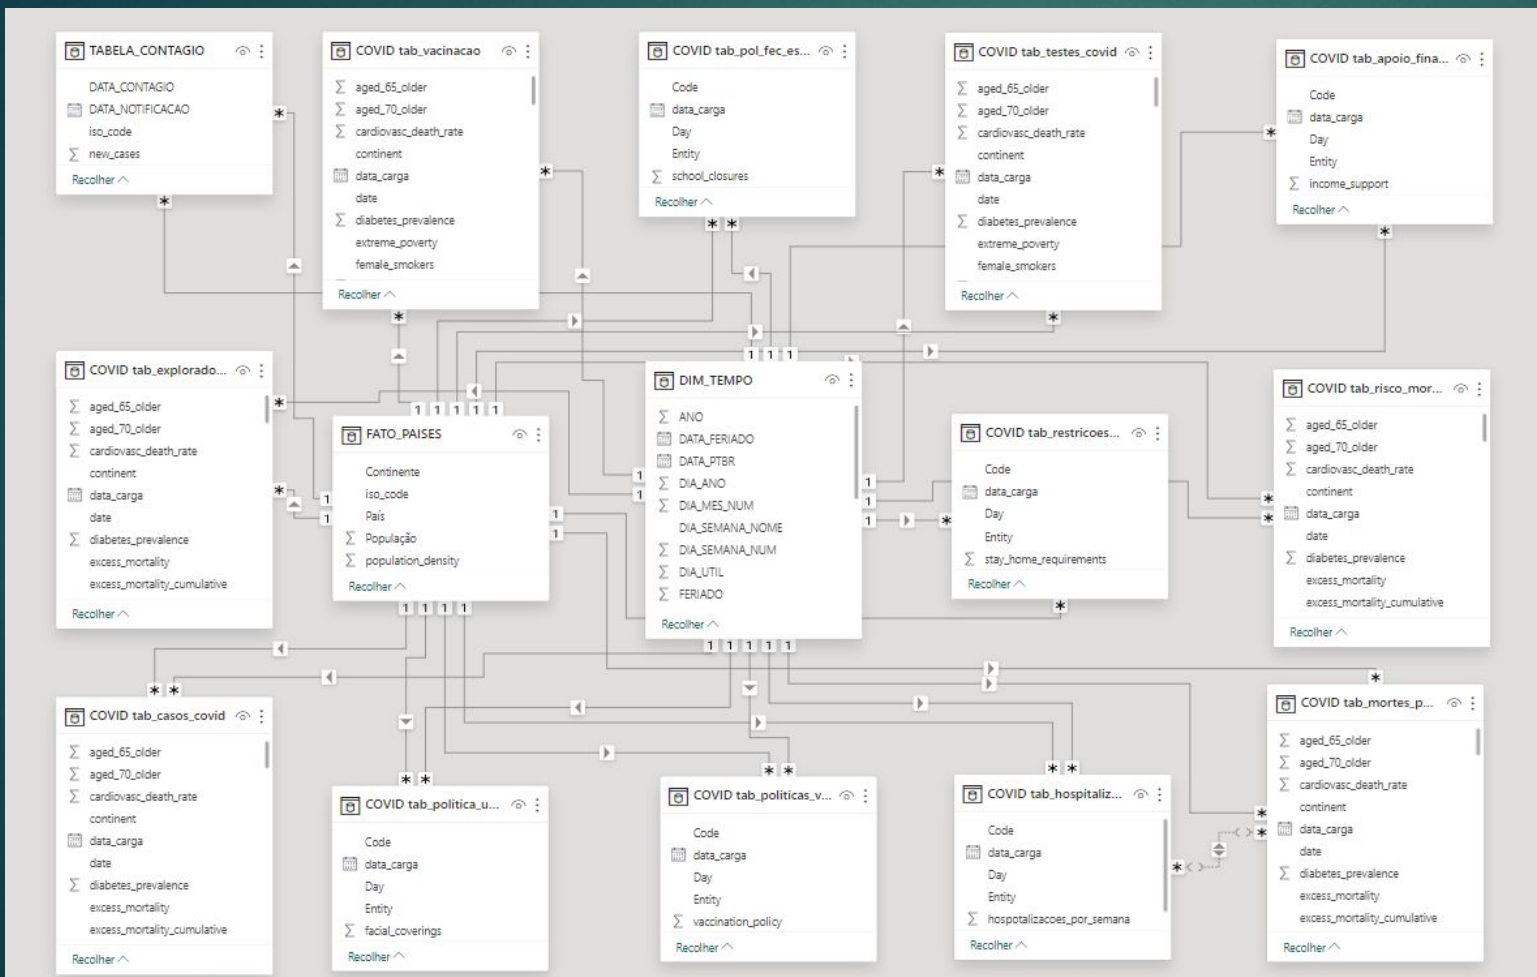 TABELA_CONTAGIO
DATA_CONTAGIO
DATA_NOTIFICACAO
iso_code
new_cases
Recolher
COVID tab_vacinacao
aged_65_older
aged_70_older
cardiovasc_death_rate
continent
data_carga
date
diabetes_prevalence
extreme_poverty
female_smokers
Recolher
COVID tab_pol_fec_es...
Code
data_carga
Day
Entity
school_closures
Recolher
COVID tab_testes_covid
aged_65_older
aged_70_older
cardiovasc_death_rate
continent
data_carga
date
diabetes_prevalence
extreme_poverty
female_smokers
Recolher
COVID tab_apoio_fina...
Code
data_carga
Day
Entity
income_support
Recolher
COVID tab_explorado...
aged_65_older
aged_70_older
cardiovasc_death_rate
continent
data_carga
date
diabetes_prevalence
excess_mortality
excess_mortality_cumulative
Recolher
FATO_PAISES
Continente
iso_code
País
População
population_density
Recolher
DIM_TEMPO
ANO
DATA_FERIADO
DATA_PTBR
DIA_ANO
DIA_MES_NUM
DIA_SEMANA_NOME
DIA_SEMANA_NUM
DIA_UTIL
FERIADO
Recolher
COVID tab_restricoes...
Code
data_carga
Day
Entity
stay_home_requirements
Recolher
COVID tab_risco_mor...
aged_65_older
aged_70_older
cardiovasc_death_rate
continent
data_carga
date
diabetes_prevalence
excess_mortality
excess_mortality_cumulative
Recolher
COVID tab_casos_covid
aged_65_older
aged_70_older
cardiovasc_death_rate
continent
data_carga
date
diabetes_prevalence
excess_mortality
excess_mortality_cumulative
Recolher
COVID tab_politica_u...
Code
data_carga
Day
Entity
facial_coverings
Recolher
COVID tab_politicas_v...
Code
data_carga
Day
Entity
vaccination_policy
Recolher
COVID tab_hospitaliz...
Code
data_carga
Day
Entity
hospotalizacoes_por_semana
Recolher
COVID tab_mortes_p...
aged_65_older
aged_70_older
cardiovasc_death_rate
continent
data_carga
date
diabetes_prevalence
excess_mortality
excess_mortality_cumulative
Recolher